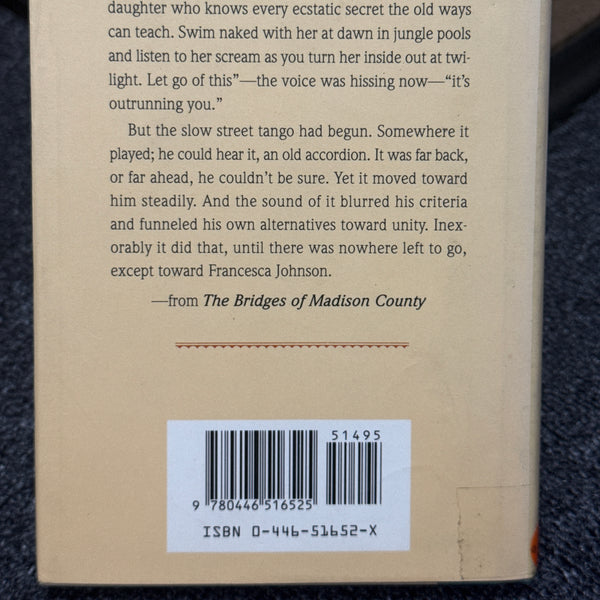 daughter who knows every ecstatic secret the old ways
can teach. Swim naked with her at dawn in jungle pools
and listen to her scream as you turn her inside out at twi-
light. Let go of this”—the voice was hissing now—“it’s
outrunning you.”
But the slow street tango had begun. Somewhere it
played; he could hear it, an old accordion. It was far back,
or far ahead, he couldn’t be sure. Yet it moved toward
him steadily. And the sound of it blurred his criteria
and funneled his own alternatives toward unity. Inex-
orably it did that, until there was nowhere left to go,
except toward Francesca Johnson.
—from The Bridges of Madison County
51495
9 780446 516525
ISBN 0-446-51652-X